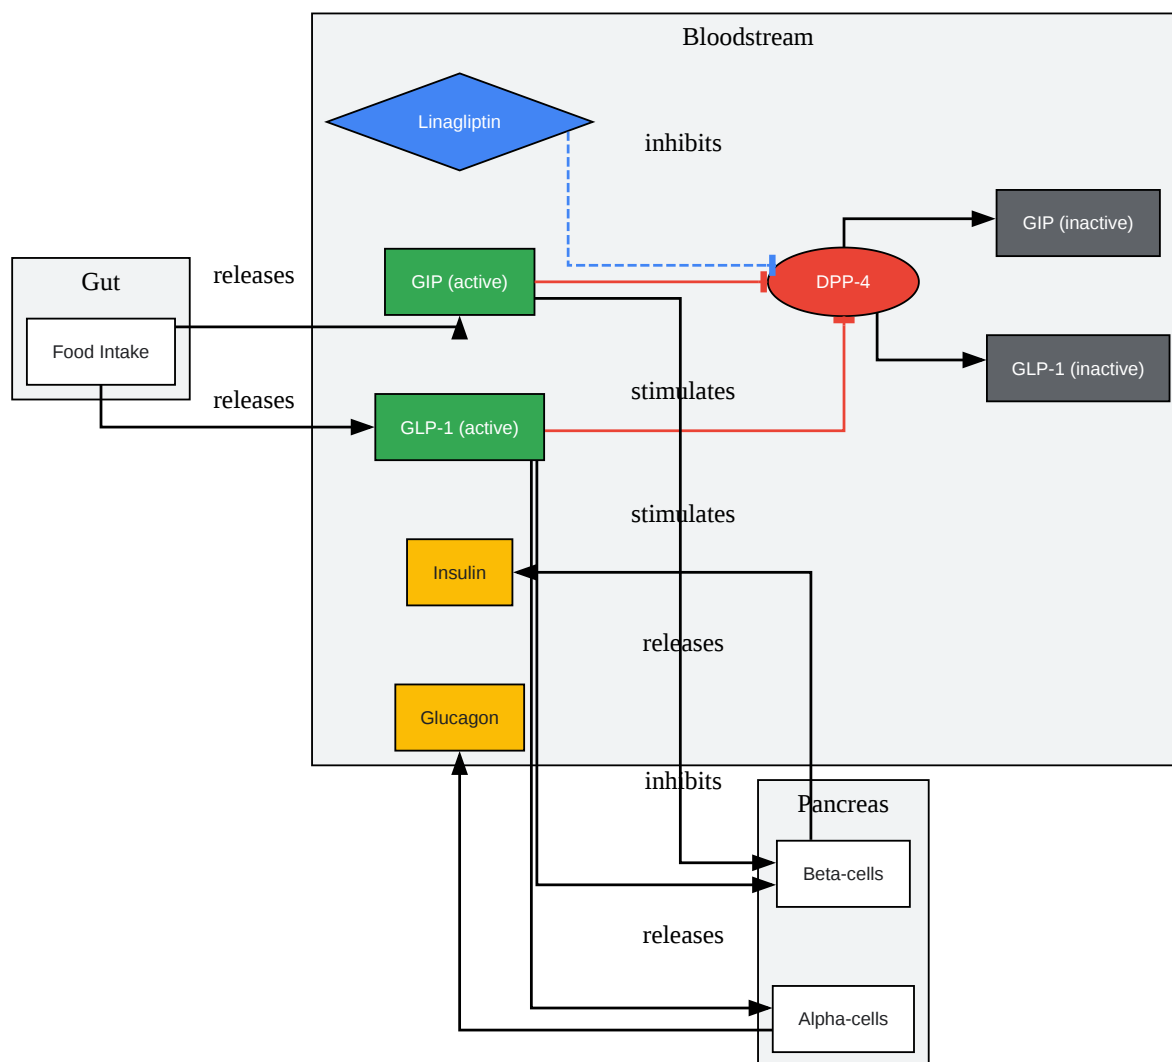 Bloodstream
Linagliptin
inhibits
GIP (inactive)
GIP (active)
DPP-4
Gut
releases
Food Intake
GLP-1 (inactive)
releases
stimulates
GLP-1 (active)
stimulates
Insulin
releases
Glucagon
inhibits
Pancreas
Beta-cells
releases
Alpha-cells